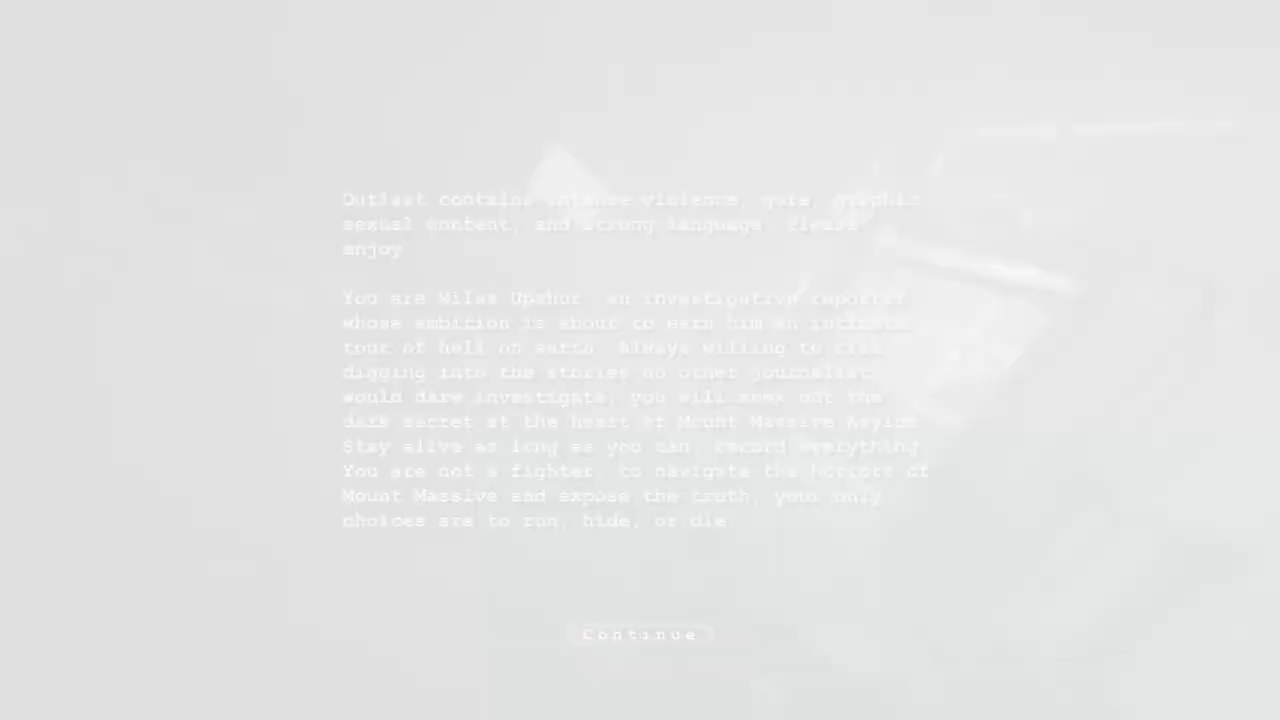 Outlast contains intense violence, gore, graphic
sexual content, and strong language. Please
enjoy.
You are Miles Upshur, an investigative reporter
whose ambition is about to earn him an intimate
tour of hell on earth. Always willing to risk
digging into the stories no other journalist
would dare investigate, you will seek out the
dark secret at the heart of Mount Massive Asylum.
Stay alive as long as you can, record everything.
You are not a fighter, to navigate the horrors of
Mount Massive and expose the truth, your only
choices are to run, hide, or die.
Continue